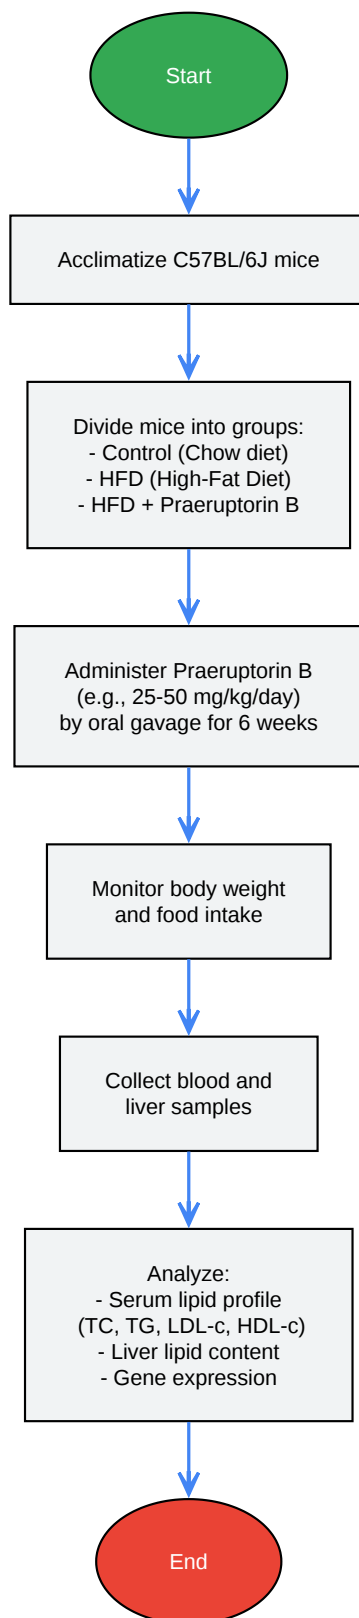 Start
Acclimatize C57BL/6J mice
Divide mice into groups:
- Control (Chow diet)
- HFD (High-Fat Diet)
- HFD + Praeruptorin B
Administer Praeruptorin B
(e.g., 25-50 mg/kg/day)
by oral gavage for 6 weeks
Monitor body weight
and food intake
Collect blood and
liver samples
Analyze:
- Serum lipid profile
(TC, TG, LDL-c, HDL-c)
- Liver lipid content
- Gene expression
End